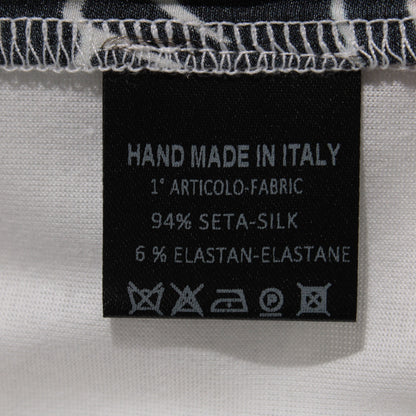 HAND MADE IN ITALY
1° ARTICOLO-FABRIC
94% SETA-SILK
6 % ELASTAN-ELASTANE
P